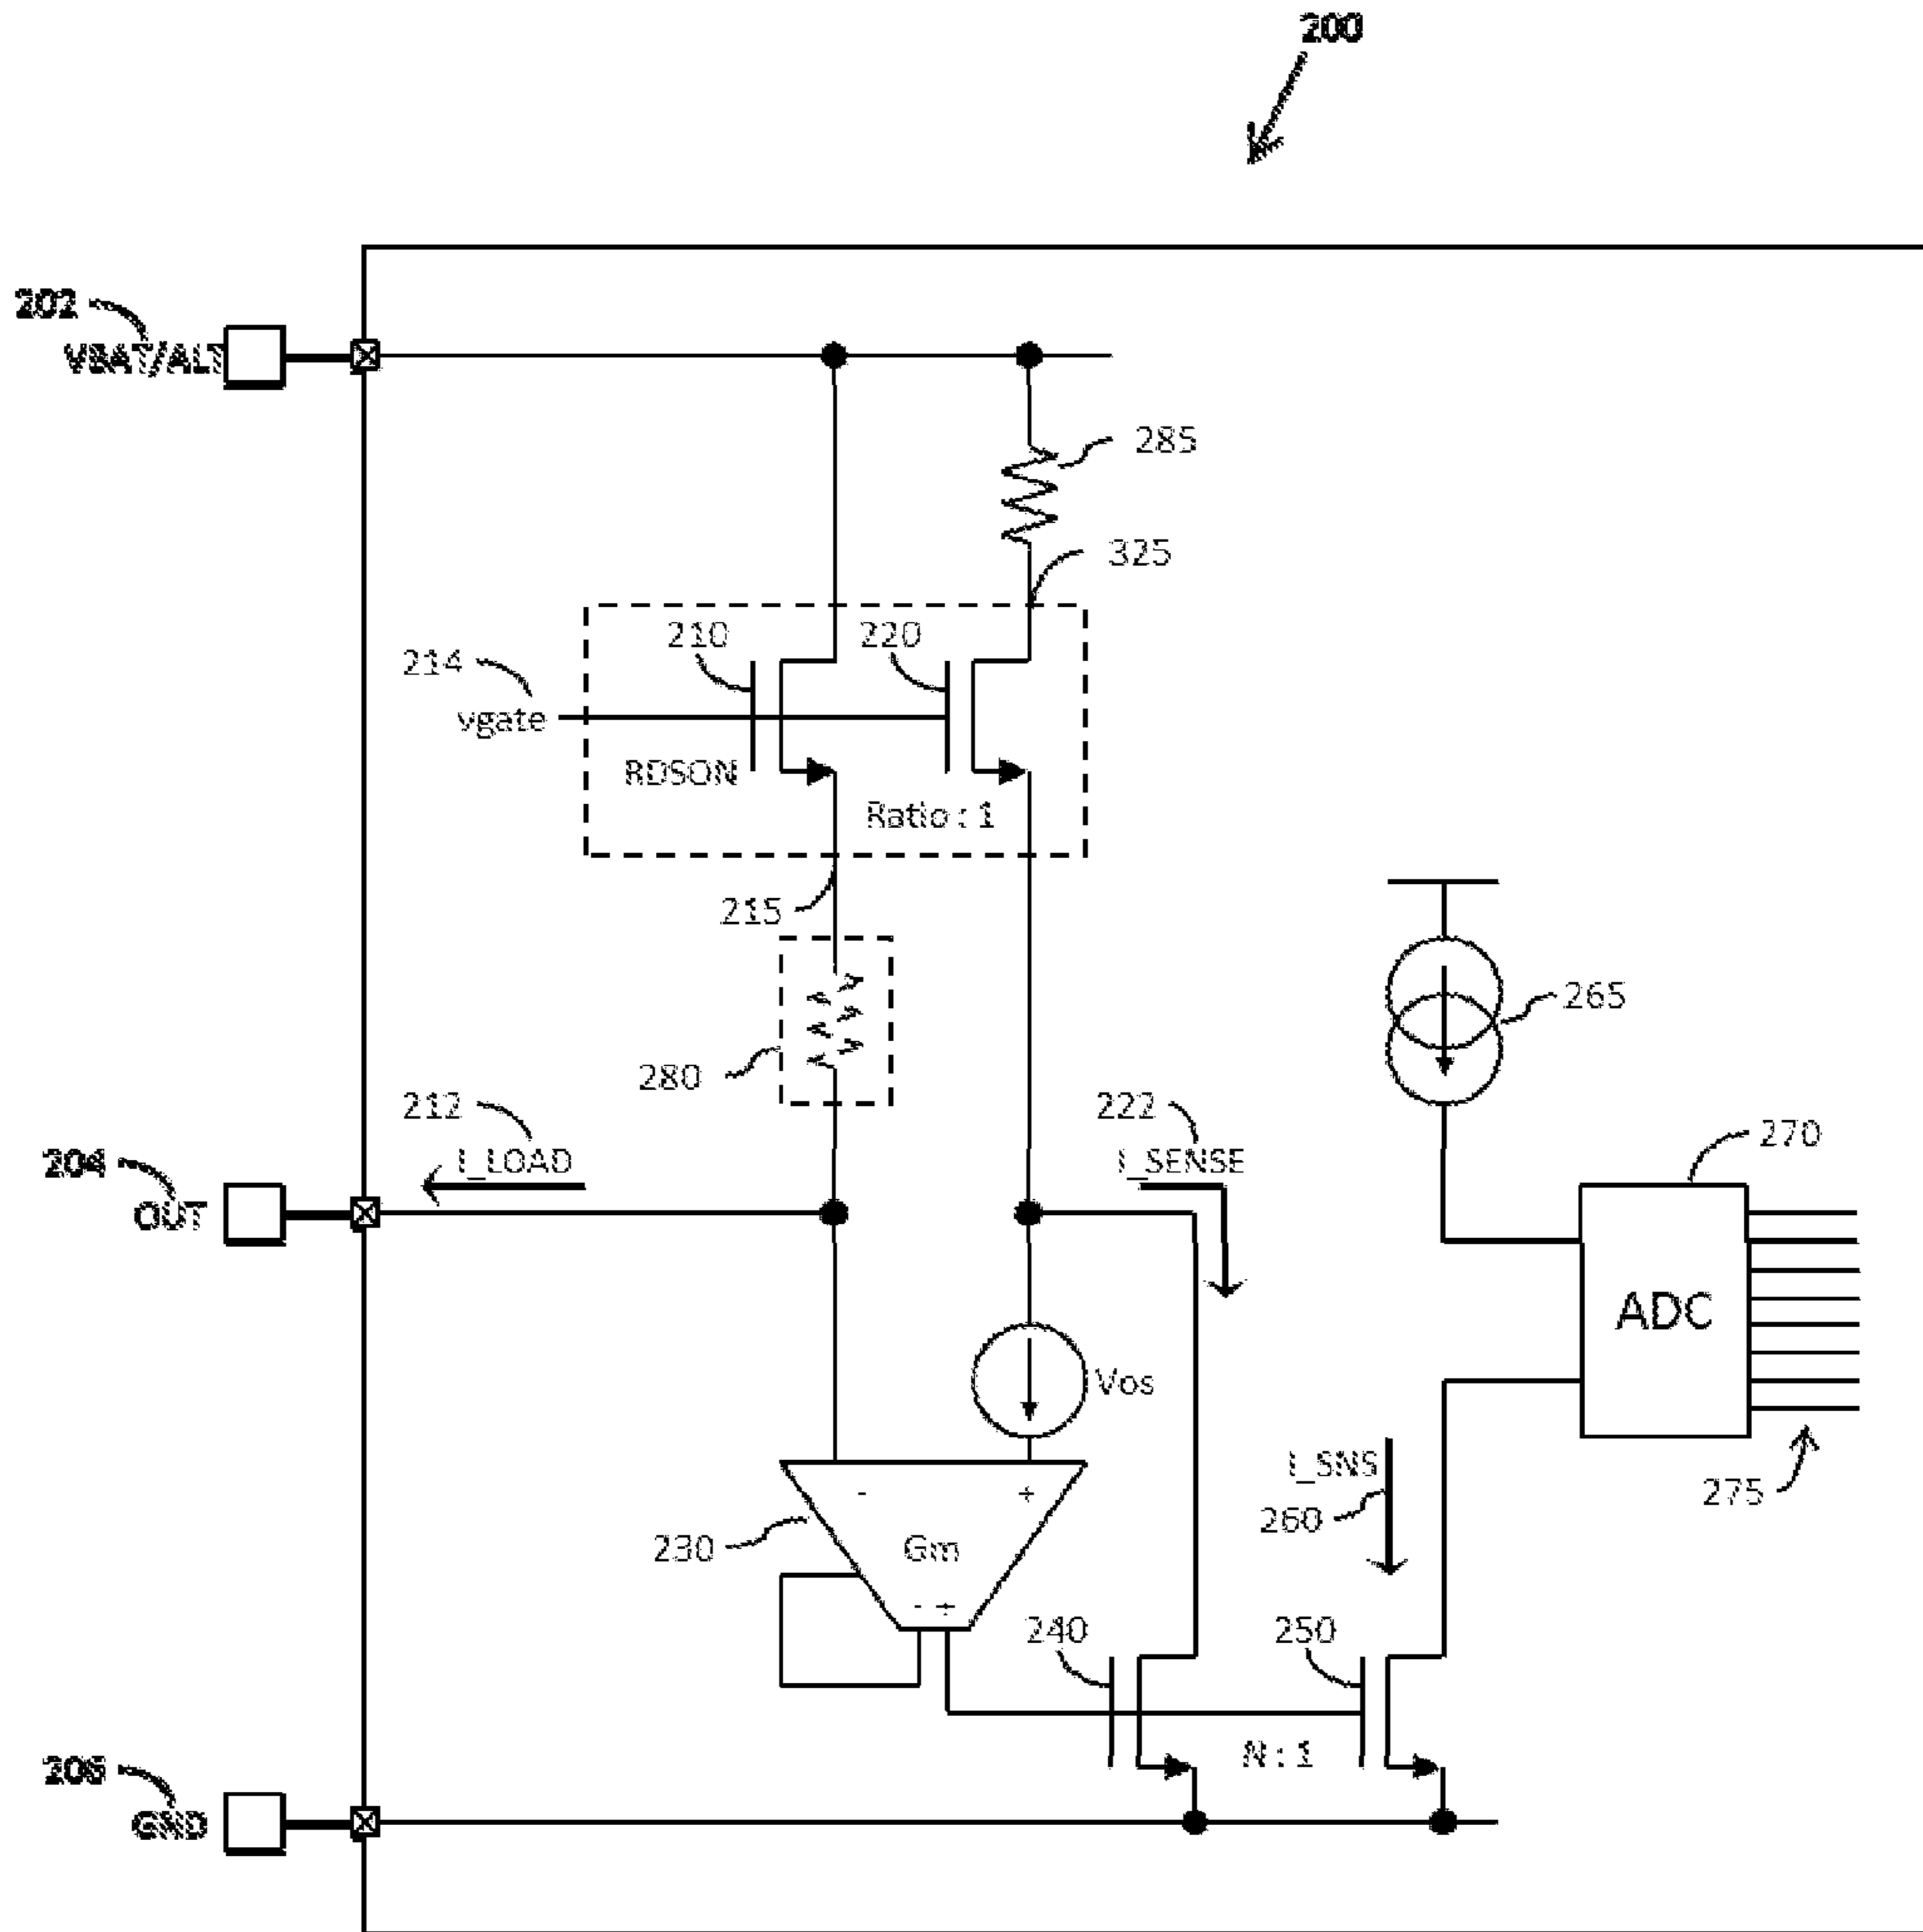 200
202
VBAT/ALT
285
325
210
220
214
vgate
RDSON
Ratio : 1
215
265
280
212
222
270
I_LOAD
I_SENSE
204
OUT
ADC
Vos
I_SNS
260
275
- +
230
Gm
- +
240
250
N : 1
206
GND